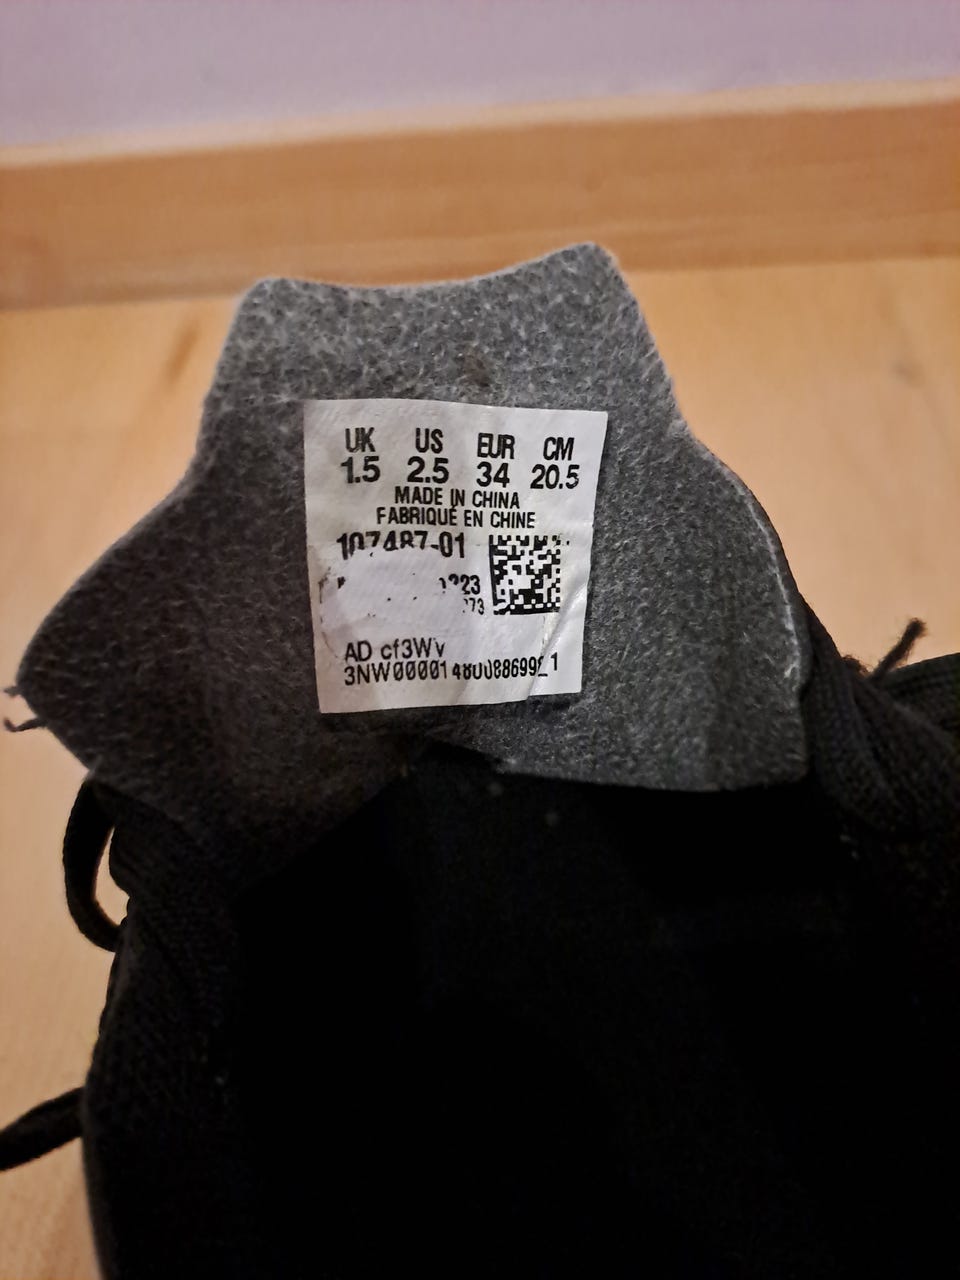 UK US EUR CM
1.5 2.5 34 20.5
MADE IN CHINA
FABRIQUÉ EN CHINE
107487-01
AD cf3Wv